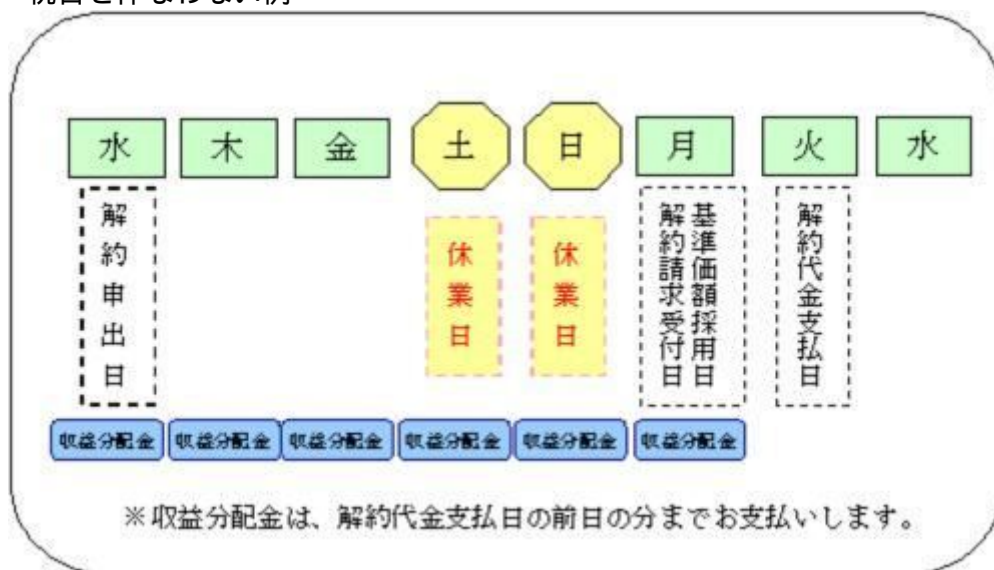 水 木 金 土 日 月 火 水
解約申出日
休業日
休業日
基準価額採用日
解約請求受付日
解約代金支払日
収益分配金 収益分配金 収益分配金 収益分配金 収益分配金 収益分配金
※収益分配金は、解約代金支払日の前日の分までお支払いします。